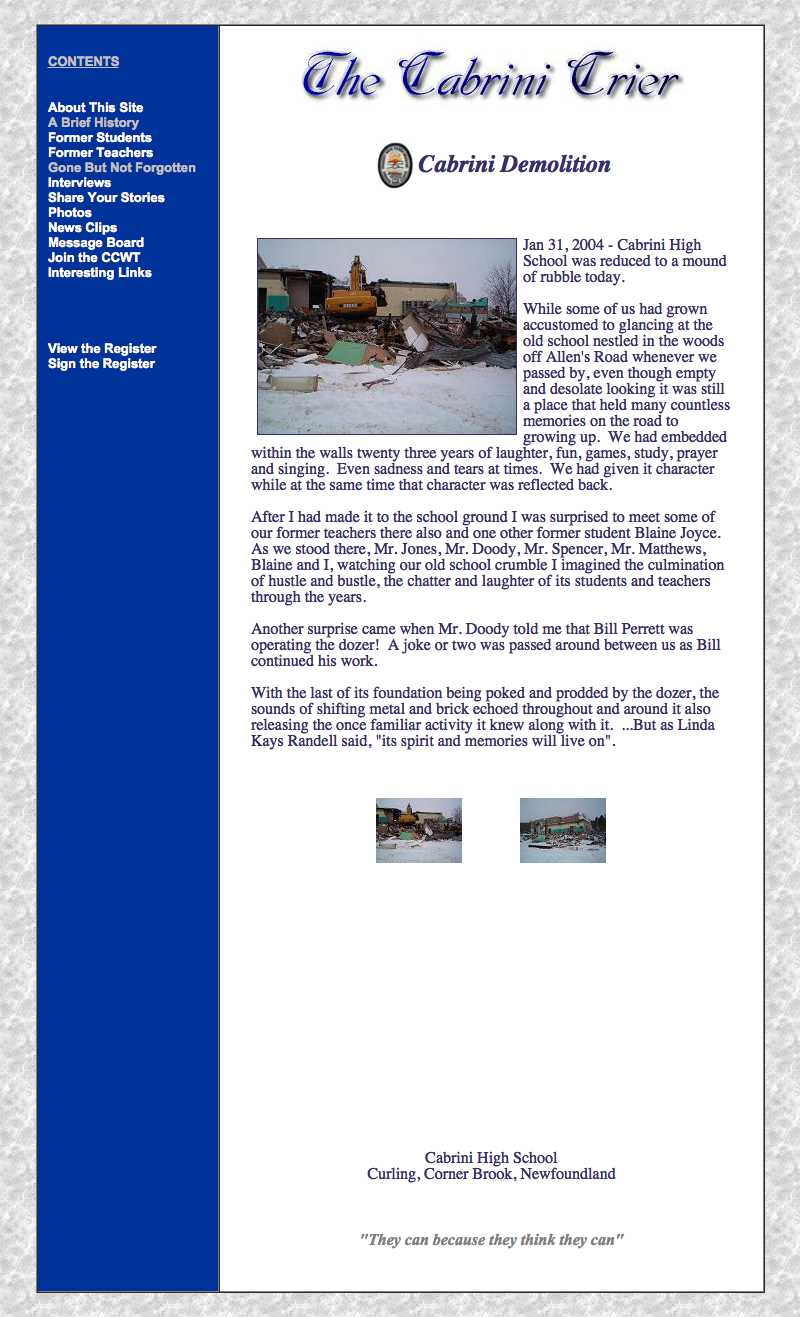 CONTENTS
About This Site
A Brief History
Former Students
Former Teachers
Gone But Not Forgotten
Interviews
Share Your Stories
Photos
News Clips
Message Board
Join the CCWT
Interesting Links
View the Register
Sign the Register
The Cabrini Crier
Cabrini Demolition
Jan 31, 2004 - Cabrini High
School was reduced to a mound
of rubble today.
While some of us had grown
accustomed to glancing at the
old school nestled in the woods
off Allen's Road whenever we
passed by, even though empty
and desolate looking it was still
a place that held many countless
memories on the road to
growing up.  We had embedded
within the walls twenty three years of laughter, fun, games, study, prayer
and singing.  Even sadness and tears at times.  We had given it character
while at the same time that character was reflected back.
After I had made it to the school ground I was surprised to meet some of
our former teachers there also and one other former student Blaine Joyce.
As we stood there, Mr. Jones, Mr. Doody, Mr. Spencer, Mr. Matthews,
Blaine and I, watching our old school crumble I imagined the culmination
of hustle and bustle, the chatter and laughter of its students and teachers
through the years.
Another surprise came when Mr. Doody told me that Bill Perrett was
operating the dozer!  A joke or two was passed around between us as Bill
continued his work.
With the last of its foundation being poked and prodded by the dozer, the
sounds of shifting metal and brick echoed throughout and around it also
releasing the once familiar activity it knew along with it.  ...But as Linda
Kays Randell said, "its spirit and memories will live on".
Cabrini High School
Curling, Corner Brook, Newfoundland
"They can because they think they can"